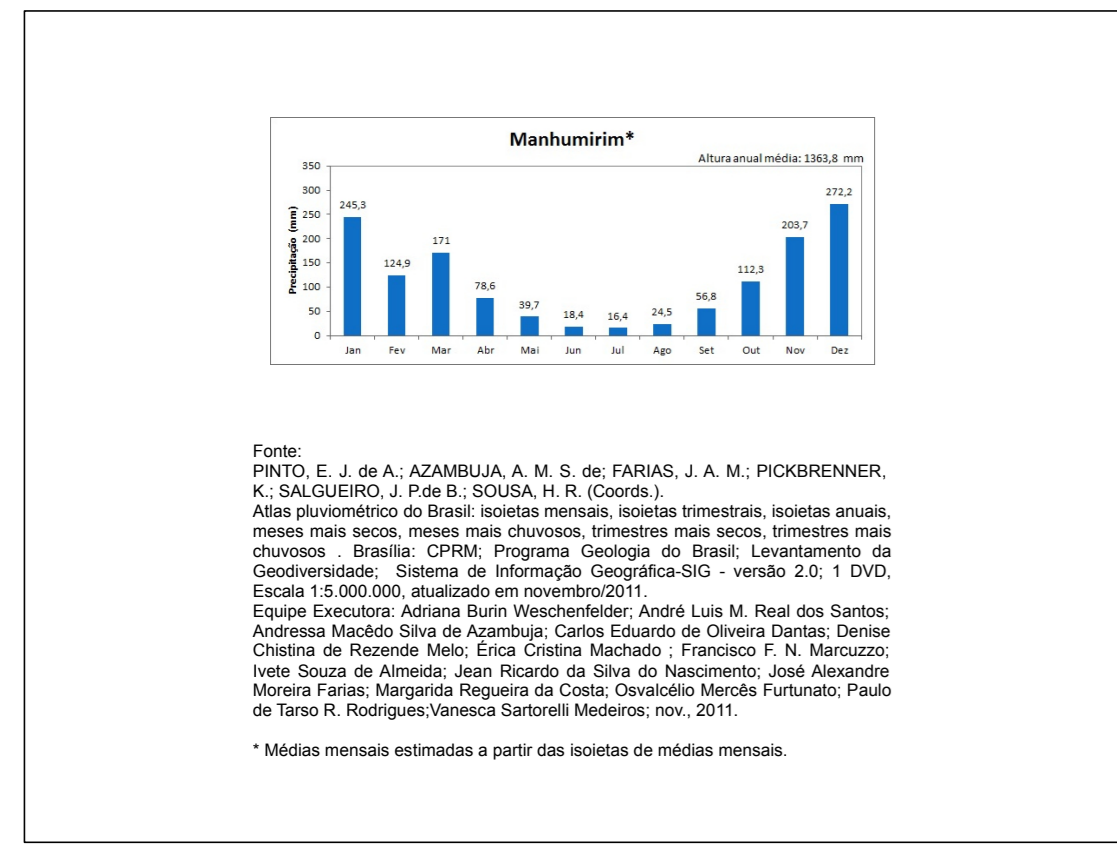 Manhumirim*
Altura anual média: 1363,8 mm
Precipitação (mm)
350
300
250
200
150
100
50
0
245,3
124,9
171
78,6
39,7
18,4
16,4
24,5
56,8
112,3
203,7
272,2
Jan Fev Mar Abr Mai Jun Jul Ago Set Out Nov Dez
Fonte:
PINTO, E. J. de A.; AZAMBUJA, A. M. S. de; FARIAS, J. A. M.; PICKBRENNER,
K.; SALGUEIRO, J. P.de B.; SOUSA, H. R. (Coords.).
Atlas pluviométrico do Brasil: isoietas mensais, isoietas trimestrais, isoietas anuais,
meses mais secos, meses mais chuvosos, trimestres mais secos, trimestres mais
chuvosos . Brasília: CPRM; Programa Geologia do Brasil; Levantamento da
Geodiversidade; Sistema de Informação Geográfica-SIG - versão 2.0; 1 DVD,
Escala 1:5.000.000, atualizado em novembro/2011.
Equipe Executora: Adriana Burin Weschenfelder; André Luis M. Real dos Santos;
Andressa Macêdo Silva de Azambuja; Carlos Eduardo de Oliveira Dantas; Denise
Chistina de Rezende Melo; Érica Cristina Machado ; Francisco F. N. Marcuzzo;
Ivete Souza de Almeida; Jean Ricardo da Silva do Nascimento; José Alexandre
Moreira Farias; Margarida Regueira da Costa; Osvalcélio Mercês Furtunato; Paulo
de Tarso R. Rodrigues;Vanesca Sartorelli Medeiros; nov., 2011.
* Médias mensais estimadas a partir das isoietas de médias mensais.